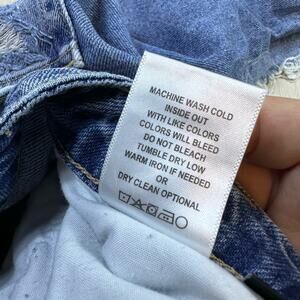 MACHINE WASH COLD
INSIDE OUT
WITH LIKE COLORS
COLORS WILL BLEED
DO NOT BLEACH
TUMBLE DRY LOW
WARM IRON IF NEEDED
OR
DRY CLEAN OPTIONAL